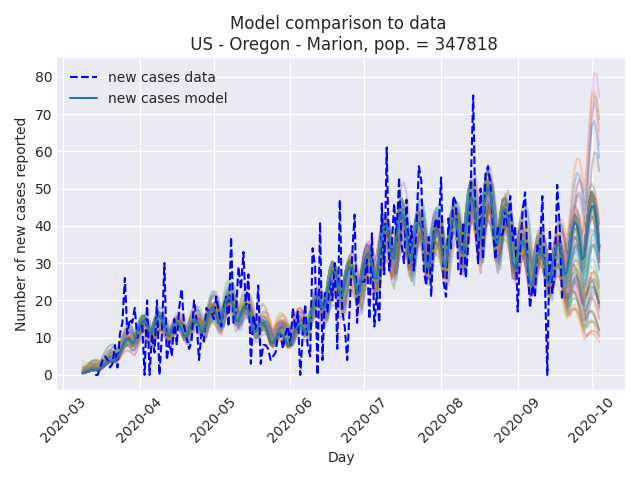 Model comparison to data
US - Oregon - Marion, pop. = 347818
new cases data
new cases model
Number of new cases reported
80
70
60
50
40
30
20
10
0
2020-03
2020-04
2020-05
2020-06
2020-07
2020-08
2020-09
2020-10
Day